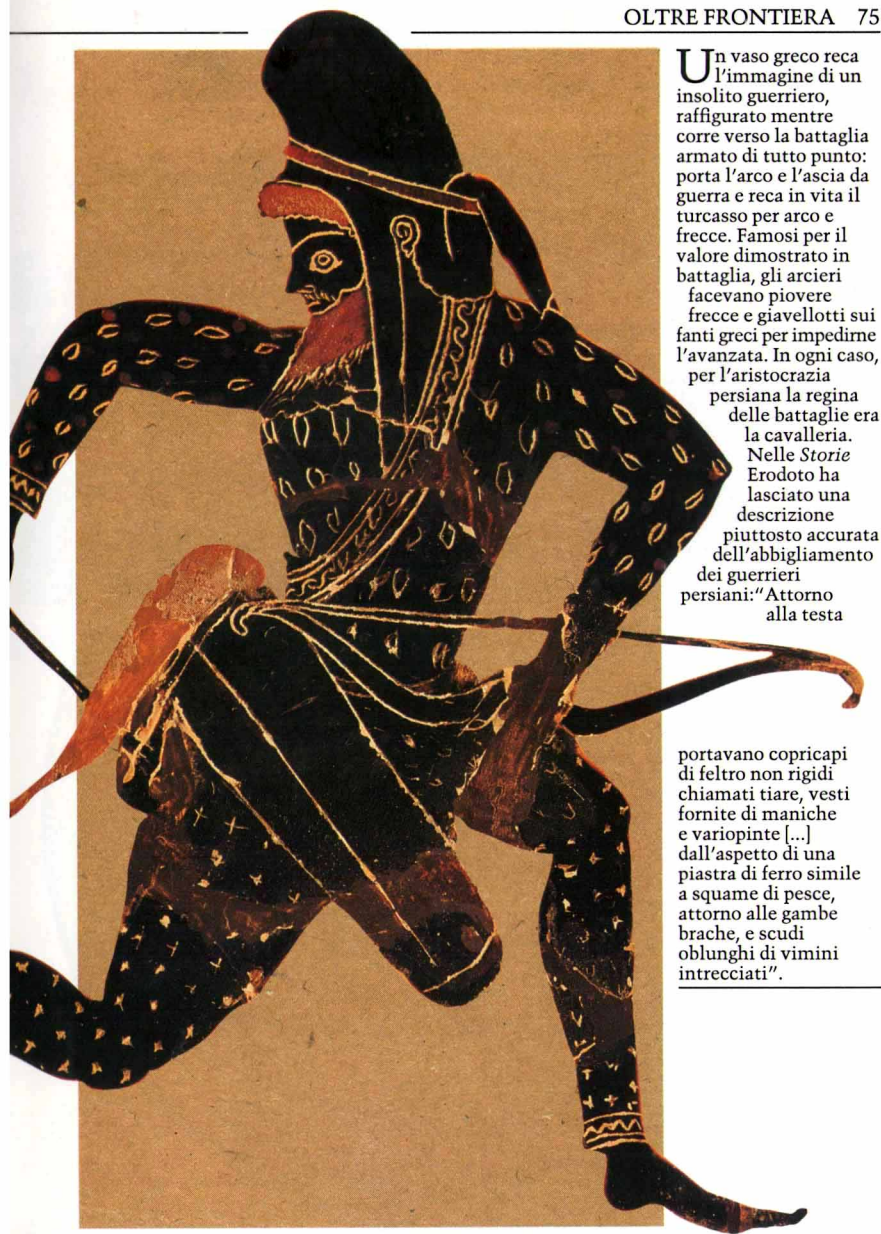 OLTRE FRONTIERA 75
Un vaso greco reca
l'immagine di un
insolito guerriero,
raffigurato mentre
corre verso la battaglia
armato di tutto punto:
porta l'arco e l'ascia da
guerra e reca in vita il
turcasso per arco e
frecce. Famosi per il
valore dimostrato in
battaglia, gli arcieri
facevano piovere
frecce e giavellotti sui
fanti greci per impedirne
l'avanzata. In ogni caso,
per l'aristocrazia
persiana la regina
delle battaglie era
la cavalleria.
Nelle Storie
Erodoto ha
lasciato una
descrizione
piuttosto accurata
dell'abbigliamento
dei guerrieri
persiani:"Attorno
alla testa
portavano copricapi
di feltro non rigidi
chiamati tiare, vesti
fornite di maniche
e variopinte [...]
dall'aspetto di una
piastra di ferro simile
a squame di pesce,
attorno alle gambe
brache, e scudi
oblunghi di vimini
intrecciati".